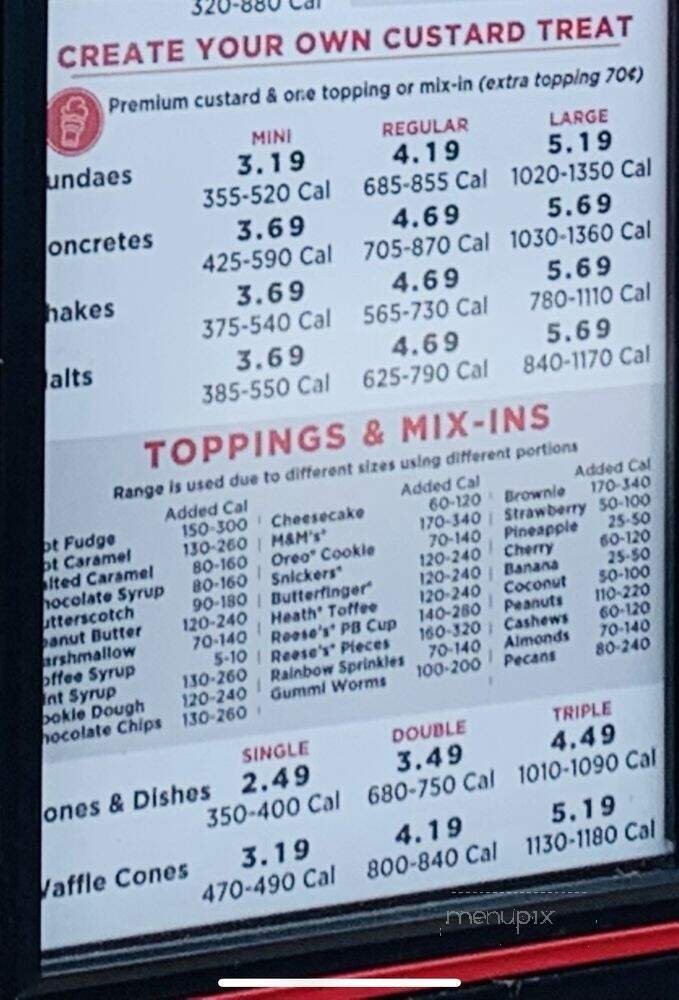 320-880 Cal
CREATE YOUR OWN CUSTARD TREAT
Premium custard & one topping or mix-in (extra topping 70¢)
MINI REGULAR LARGE
undaes 3.19 4.19 5.19
355-520 Cal 685-855 Cal 1020-1350 Cal
oncretes 3.69 4.69 5.69
425-590 Cal 705-870 Cal 1030-1360 Cal
hakes 3.69 4.69 5.69
375-540 Cal 565-730 Cal 780-1110 Cal
alts 3.69 4.69 5.69
385-550 Cal 625-790 Cal 840-1170 Cal
TOPPINGS & MIX-INS
Range is used due to different sizes using different portions
Added Cal
ot Fudge 150-300
ot Caramel 130-260
alted Caramel 80-160
hocolate Syrup 80-160
utterscotch 90-180
eanut Butter 120-240
arshmallow 70-140
offee Syrup 5-10
int Syrup 130-260
ookie Dough 120-240
hocolate Chips 130-260
Added Cal
Cheesecake 60-120
M&M's® 170-340
Oreo® Cookie 70-140
Snickers® 120-240
Butterfinger® 120-240
Heath® Toffee 120-240
Reese's® PB Cup 140-280
Reese's® Pieces 160-320
Rainbow Sprinkles 70-140
Gummi Worms 100-200
Added Cal
Brownie 170-340
Strawberry 50-100
Pineapple 25-50
Cherry 60-120
Banana 25-50
Coconut 50-100
Peanuts 110-220
Cashews 60-120
Almonds 70-140
Pecans 80-240
SINGLE DOUBLE TRIPLE
ones & Dishes 2.49 3.49 4.49
350-400 Cal 680-750 Cal 1010-1090 Cal
Waffle Cones 3.19 4.19 5.19
470-490 Cal 800-840 Cal 1130-1180 Cal
menupix